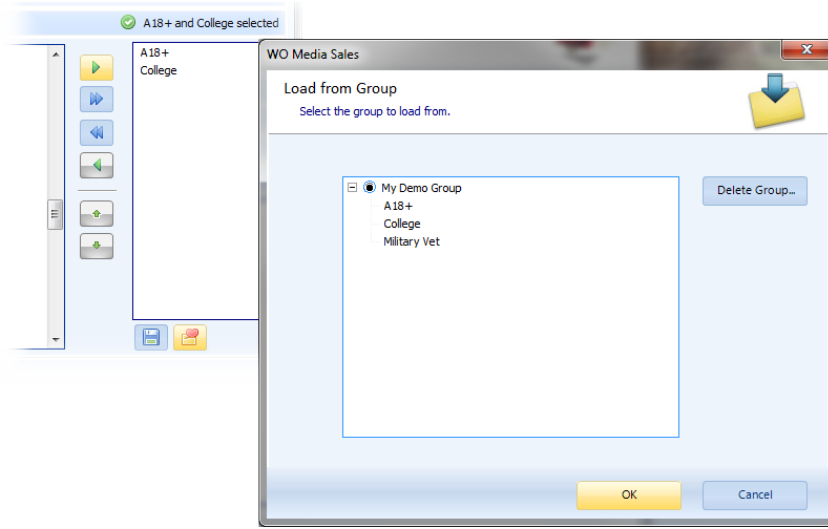 A18+ and College selected
A18+
College
WO Media Sales
Load from Group
Select the group to load from.
My Demo Group
A18+
College
Military Vet
Delete Group...
OK
Cancel